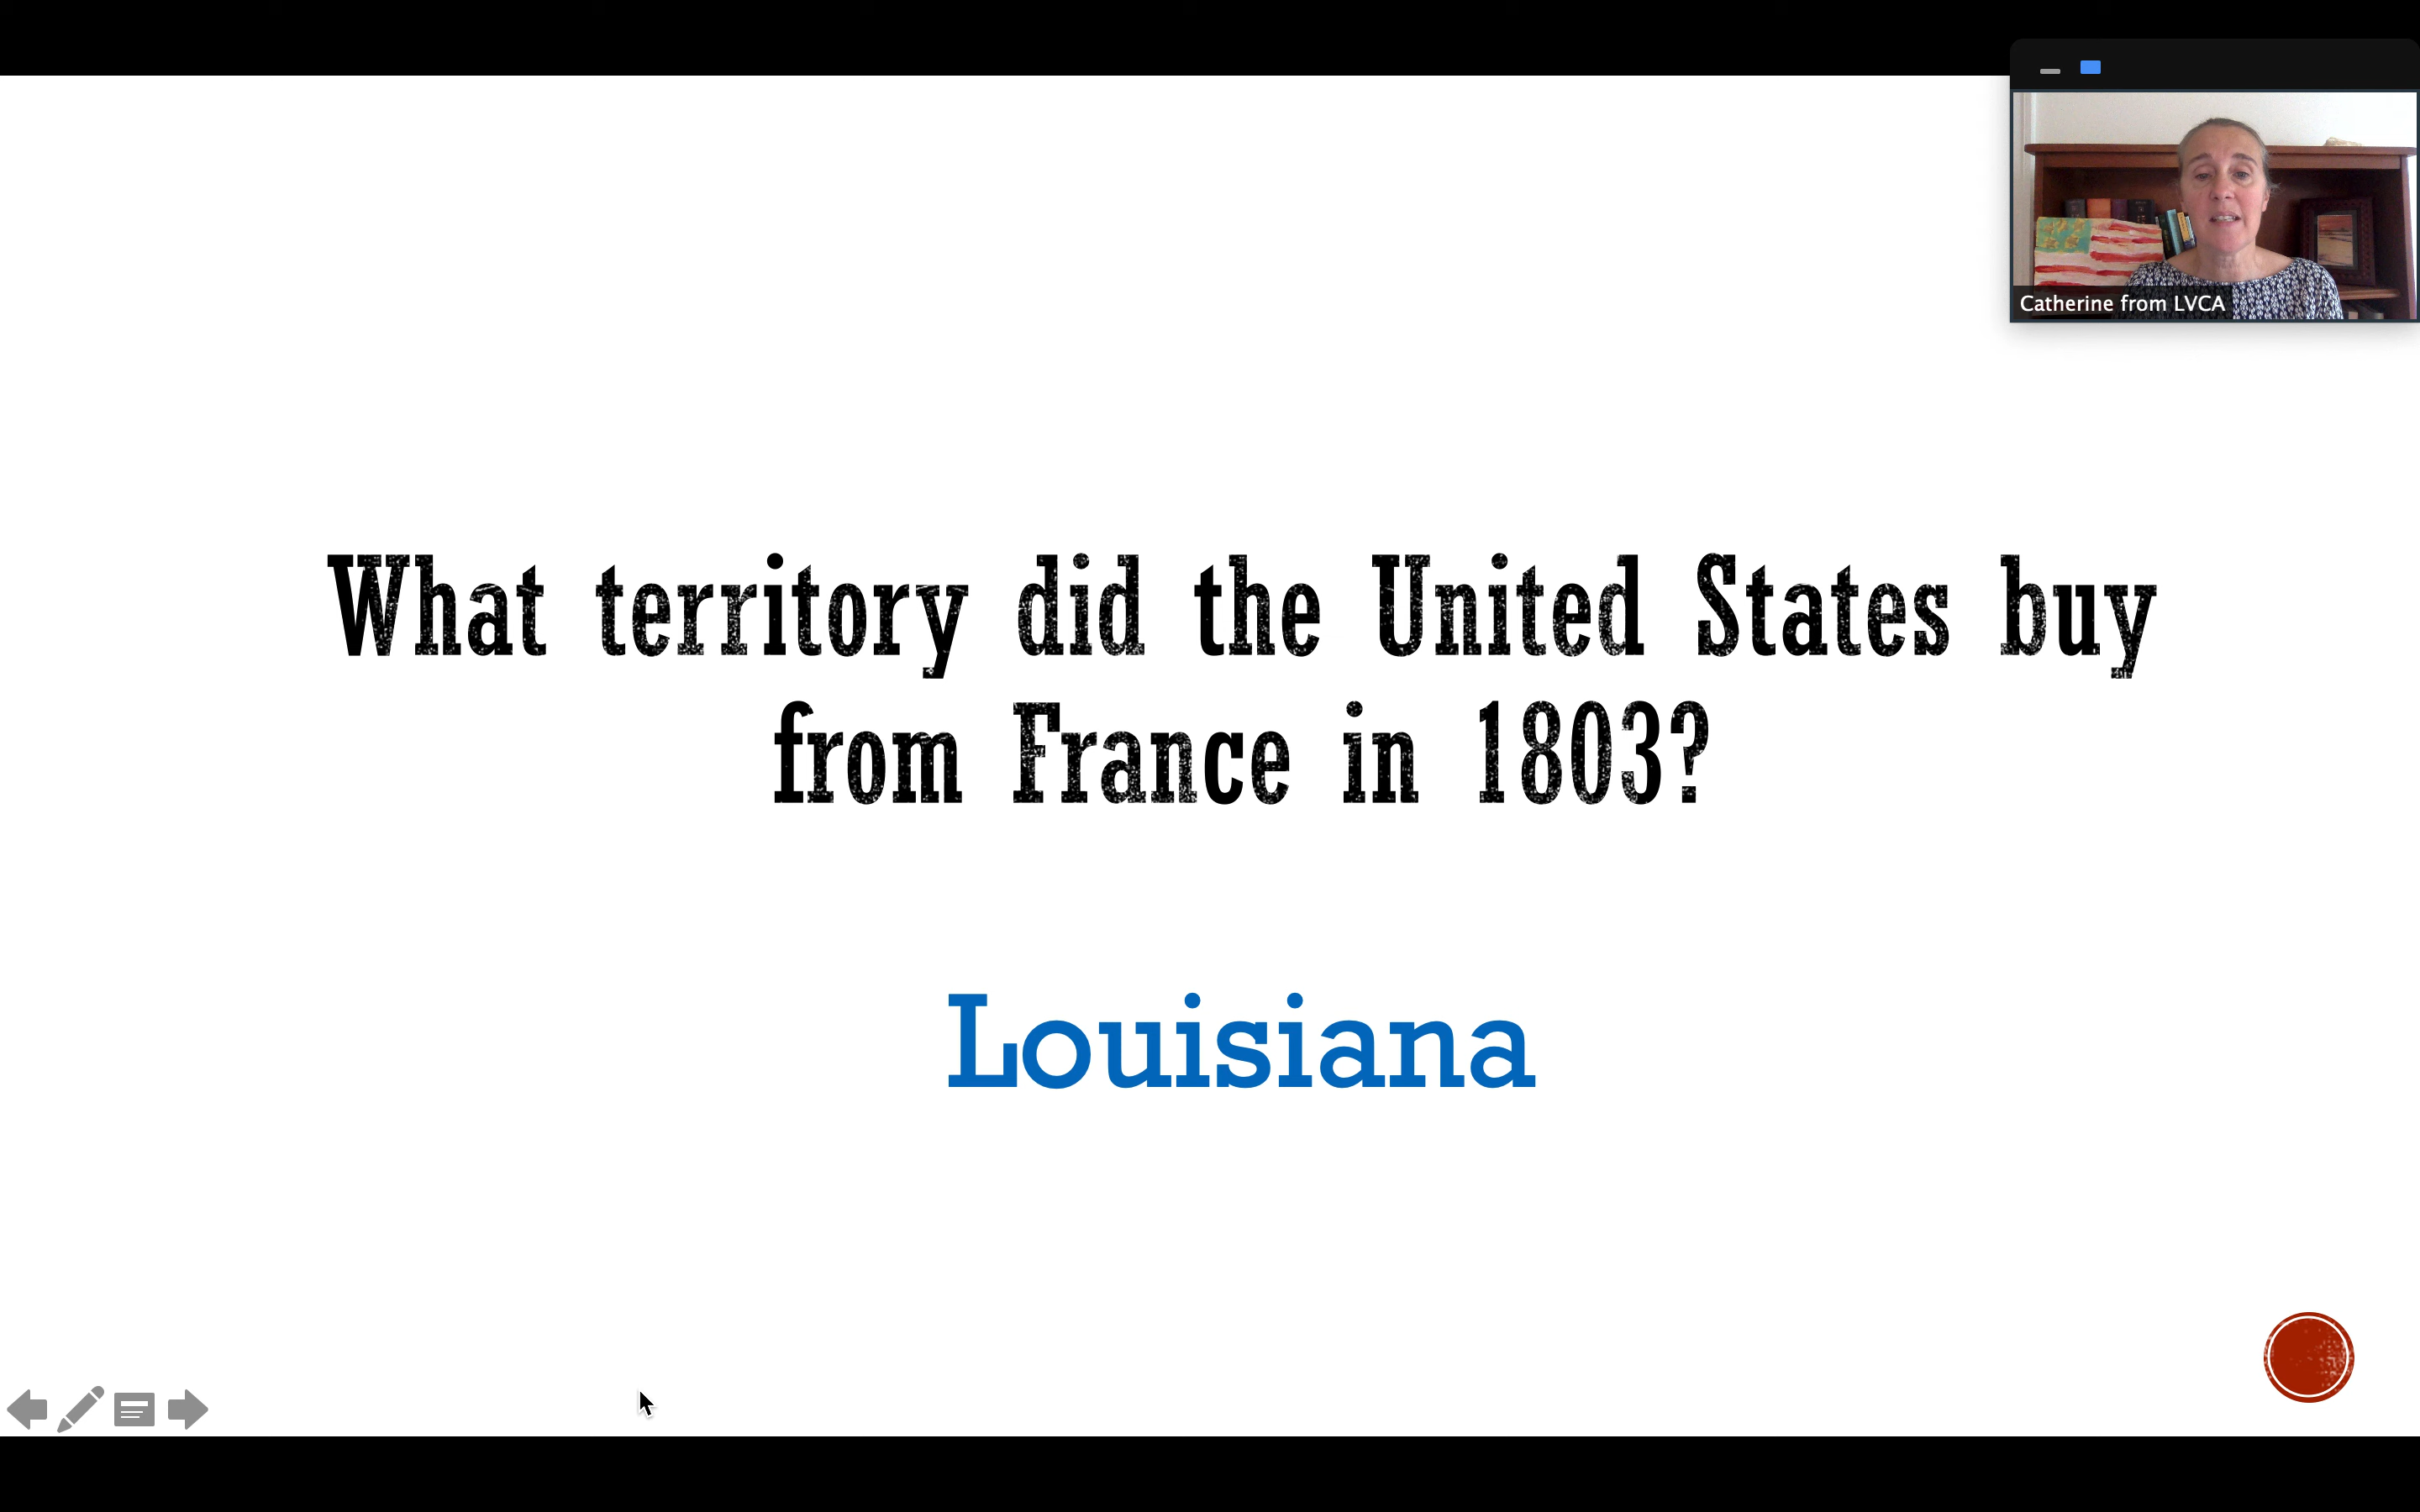 Catherine from LVCA
What territory did the United States buy
from France in 1803?
Louisiana